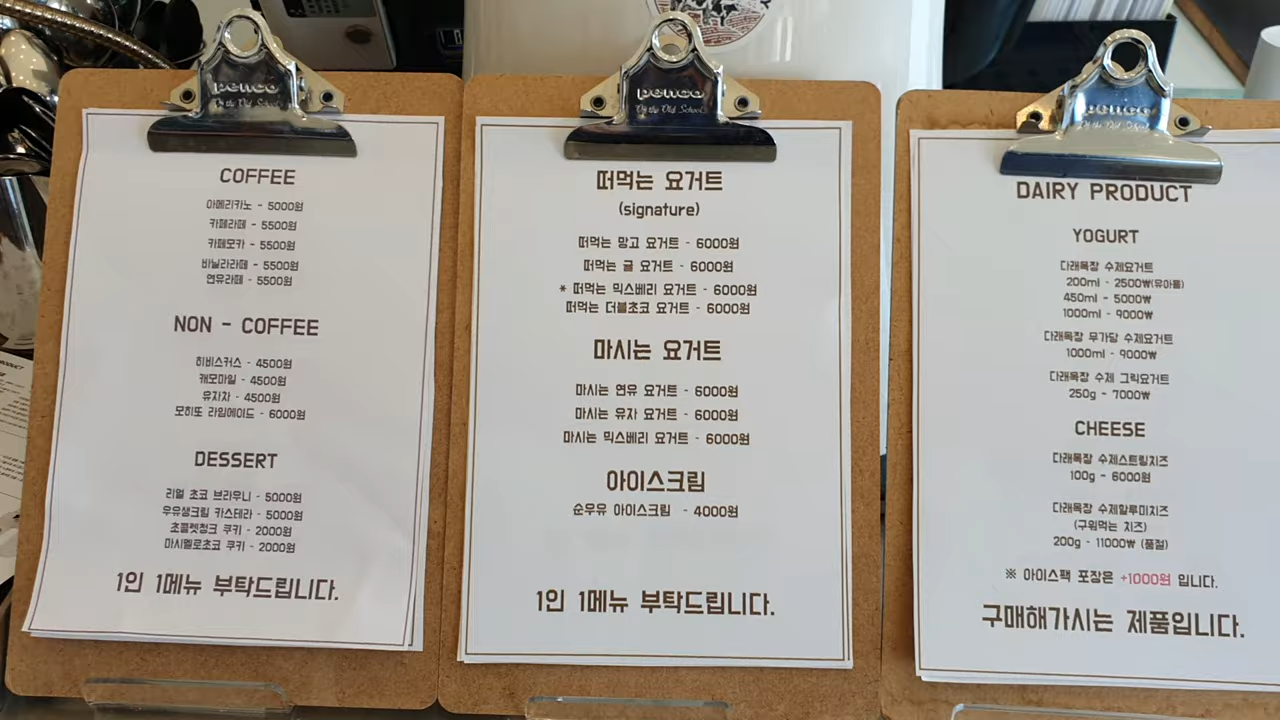 penco
On the Old School
COFFEE
아메리카노 - 5000원
카페라떼 - 5500원
카페모카 - 5500원
바닐라라떼 - 5500원
연유라떼 - 5500원
NON - COFFEE
히비스커스 - 4500원
캐모마일 - 4500원
유자차 - 4500원
모히또 라임에이드 - 6000원
DESSERT
리얼 초코 브라우니 - 5000원
우유생크림 카스테라 - 5000원
초콜렛청크 쿠키 - 2000원
마시멜로초코 쿠키 - 2000원
1인 1메뉴 부탁드립니다.
penco
On the Old School
떠먹는 요거트
(signature)
떠먹는 망고 요거트 - 6000원
떠먹는 귤 요거트 - 6000원
* 떠먹는 믹스베리 요거트 - 6000원
떠먹는 더블초코 요거트 - 6000원
마시는 요거트
마시는 연유 요거트 - 6000원
마시는 유자 요거트 - 6000원
마시는 믹스베리 요거트 - 6000원
아이스크림
순우유 아이스크림 - 4000원
1인 1메뉴 부탁드립니다.
penco
DAIRY PRODUCT
YOGURT
다래목장 수제요거트
200ml - 2500₩(유아용)
450ml - 5000₩
1000ml - 9000₩
다래목장 무가당 수제요거트
1000ml - 9000₩
다래목장 수제 그릭요거트
250g - 7000₩
CHEESE
다래목장 수제스트링치즈
100g - 6000원
다래목장 수제할루미치즈
(구워먹는 치즈)
200g - 11000₩ (품절)
※ 아이스팩 포장은 +1000원 입니다.
구매해가시는 제품입니다.